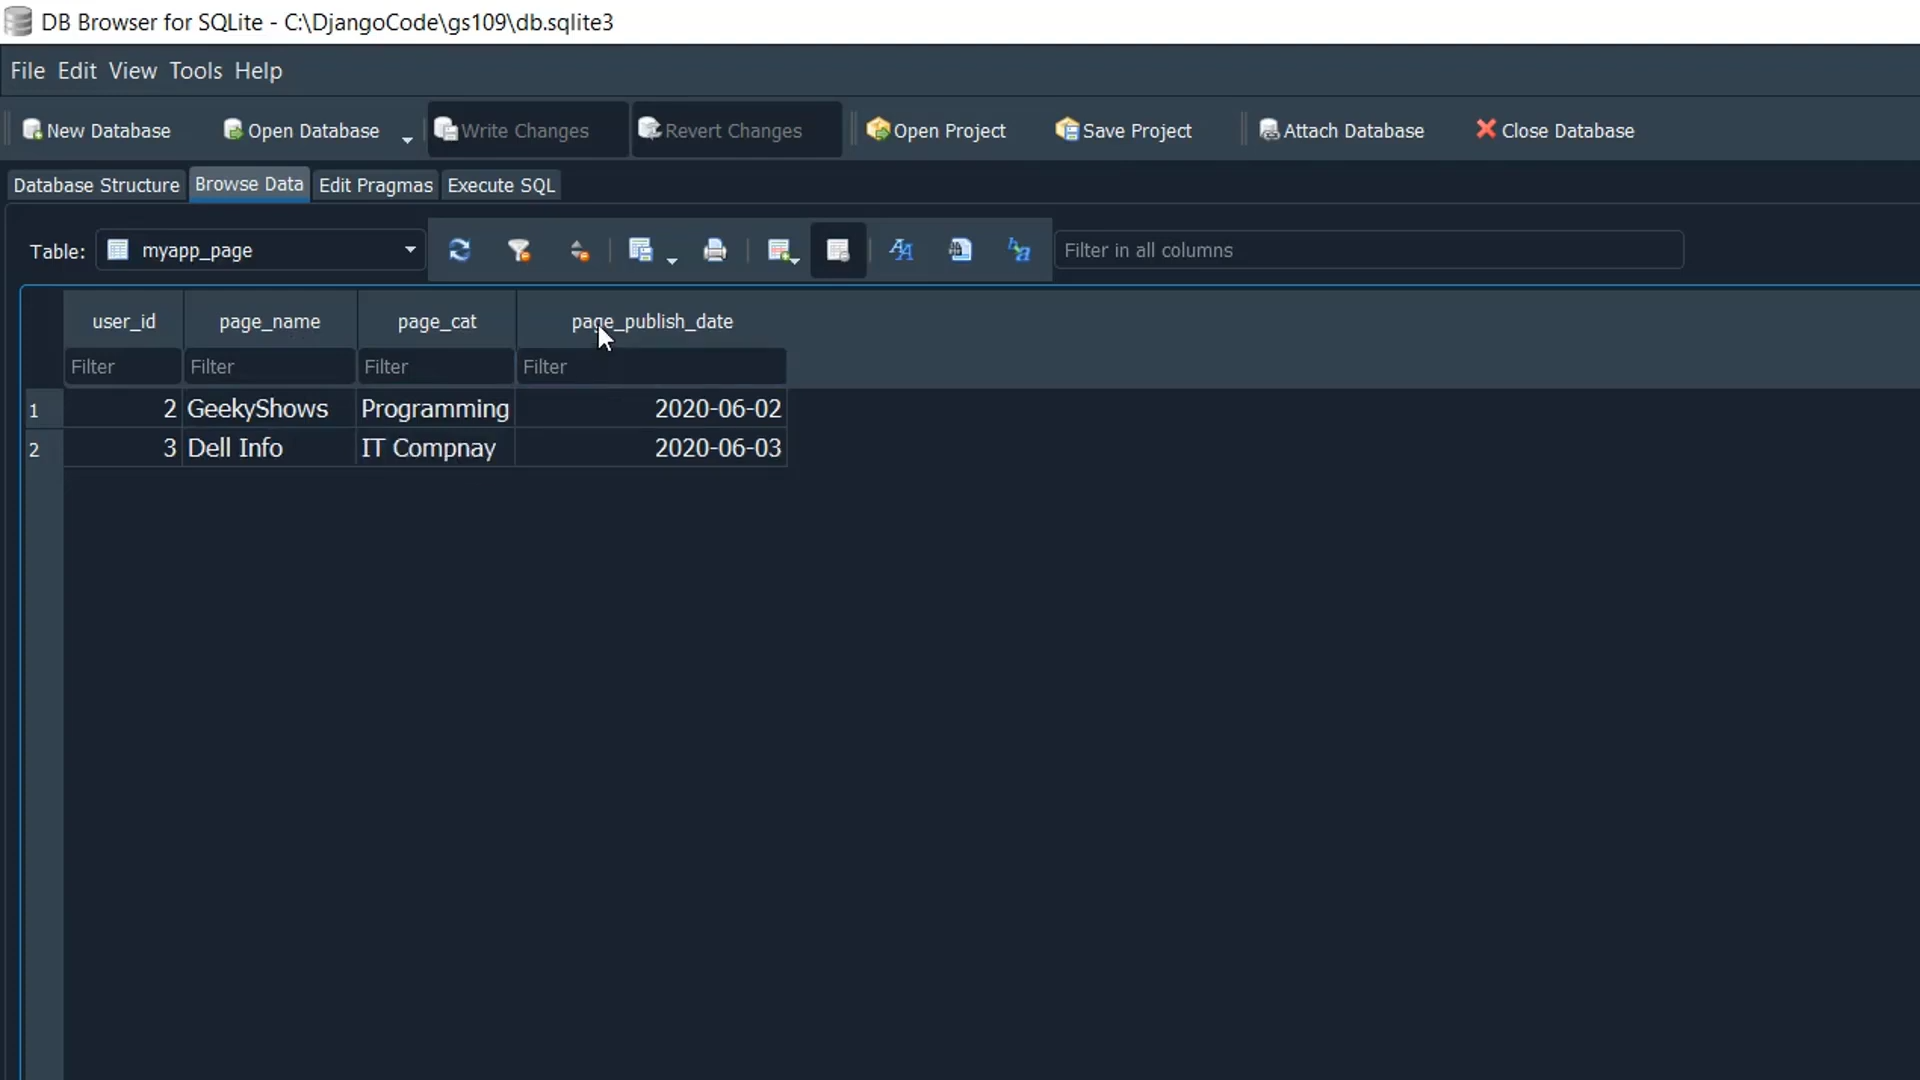 DB Browser for SQLite - C:\DjangoCode\gs109\db.sqlite3
File Edit View Tools Help
New Database Open Database Write Changes Revert Changes Open Project Save Project Attach Database Close Database
Database Structure Browse Data Edit Pragmas Execute SQL
Table: myapp_page Filter in all columns
user_id page_name page_cat page_publish_date
Filter Filter Filter Filter
1 2 GeekyShows Programming 2020-06-02
2 3 Dell Info IT Compnay 2020-06-03